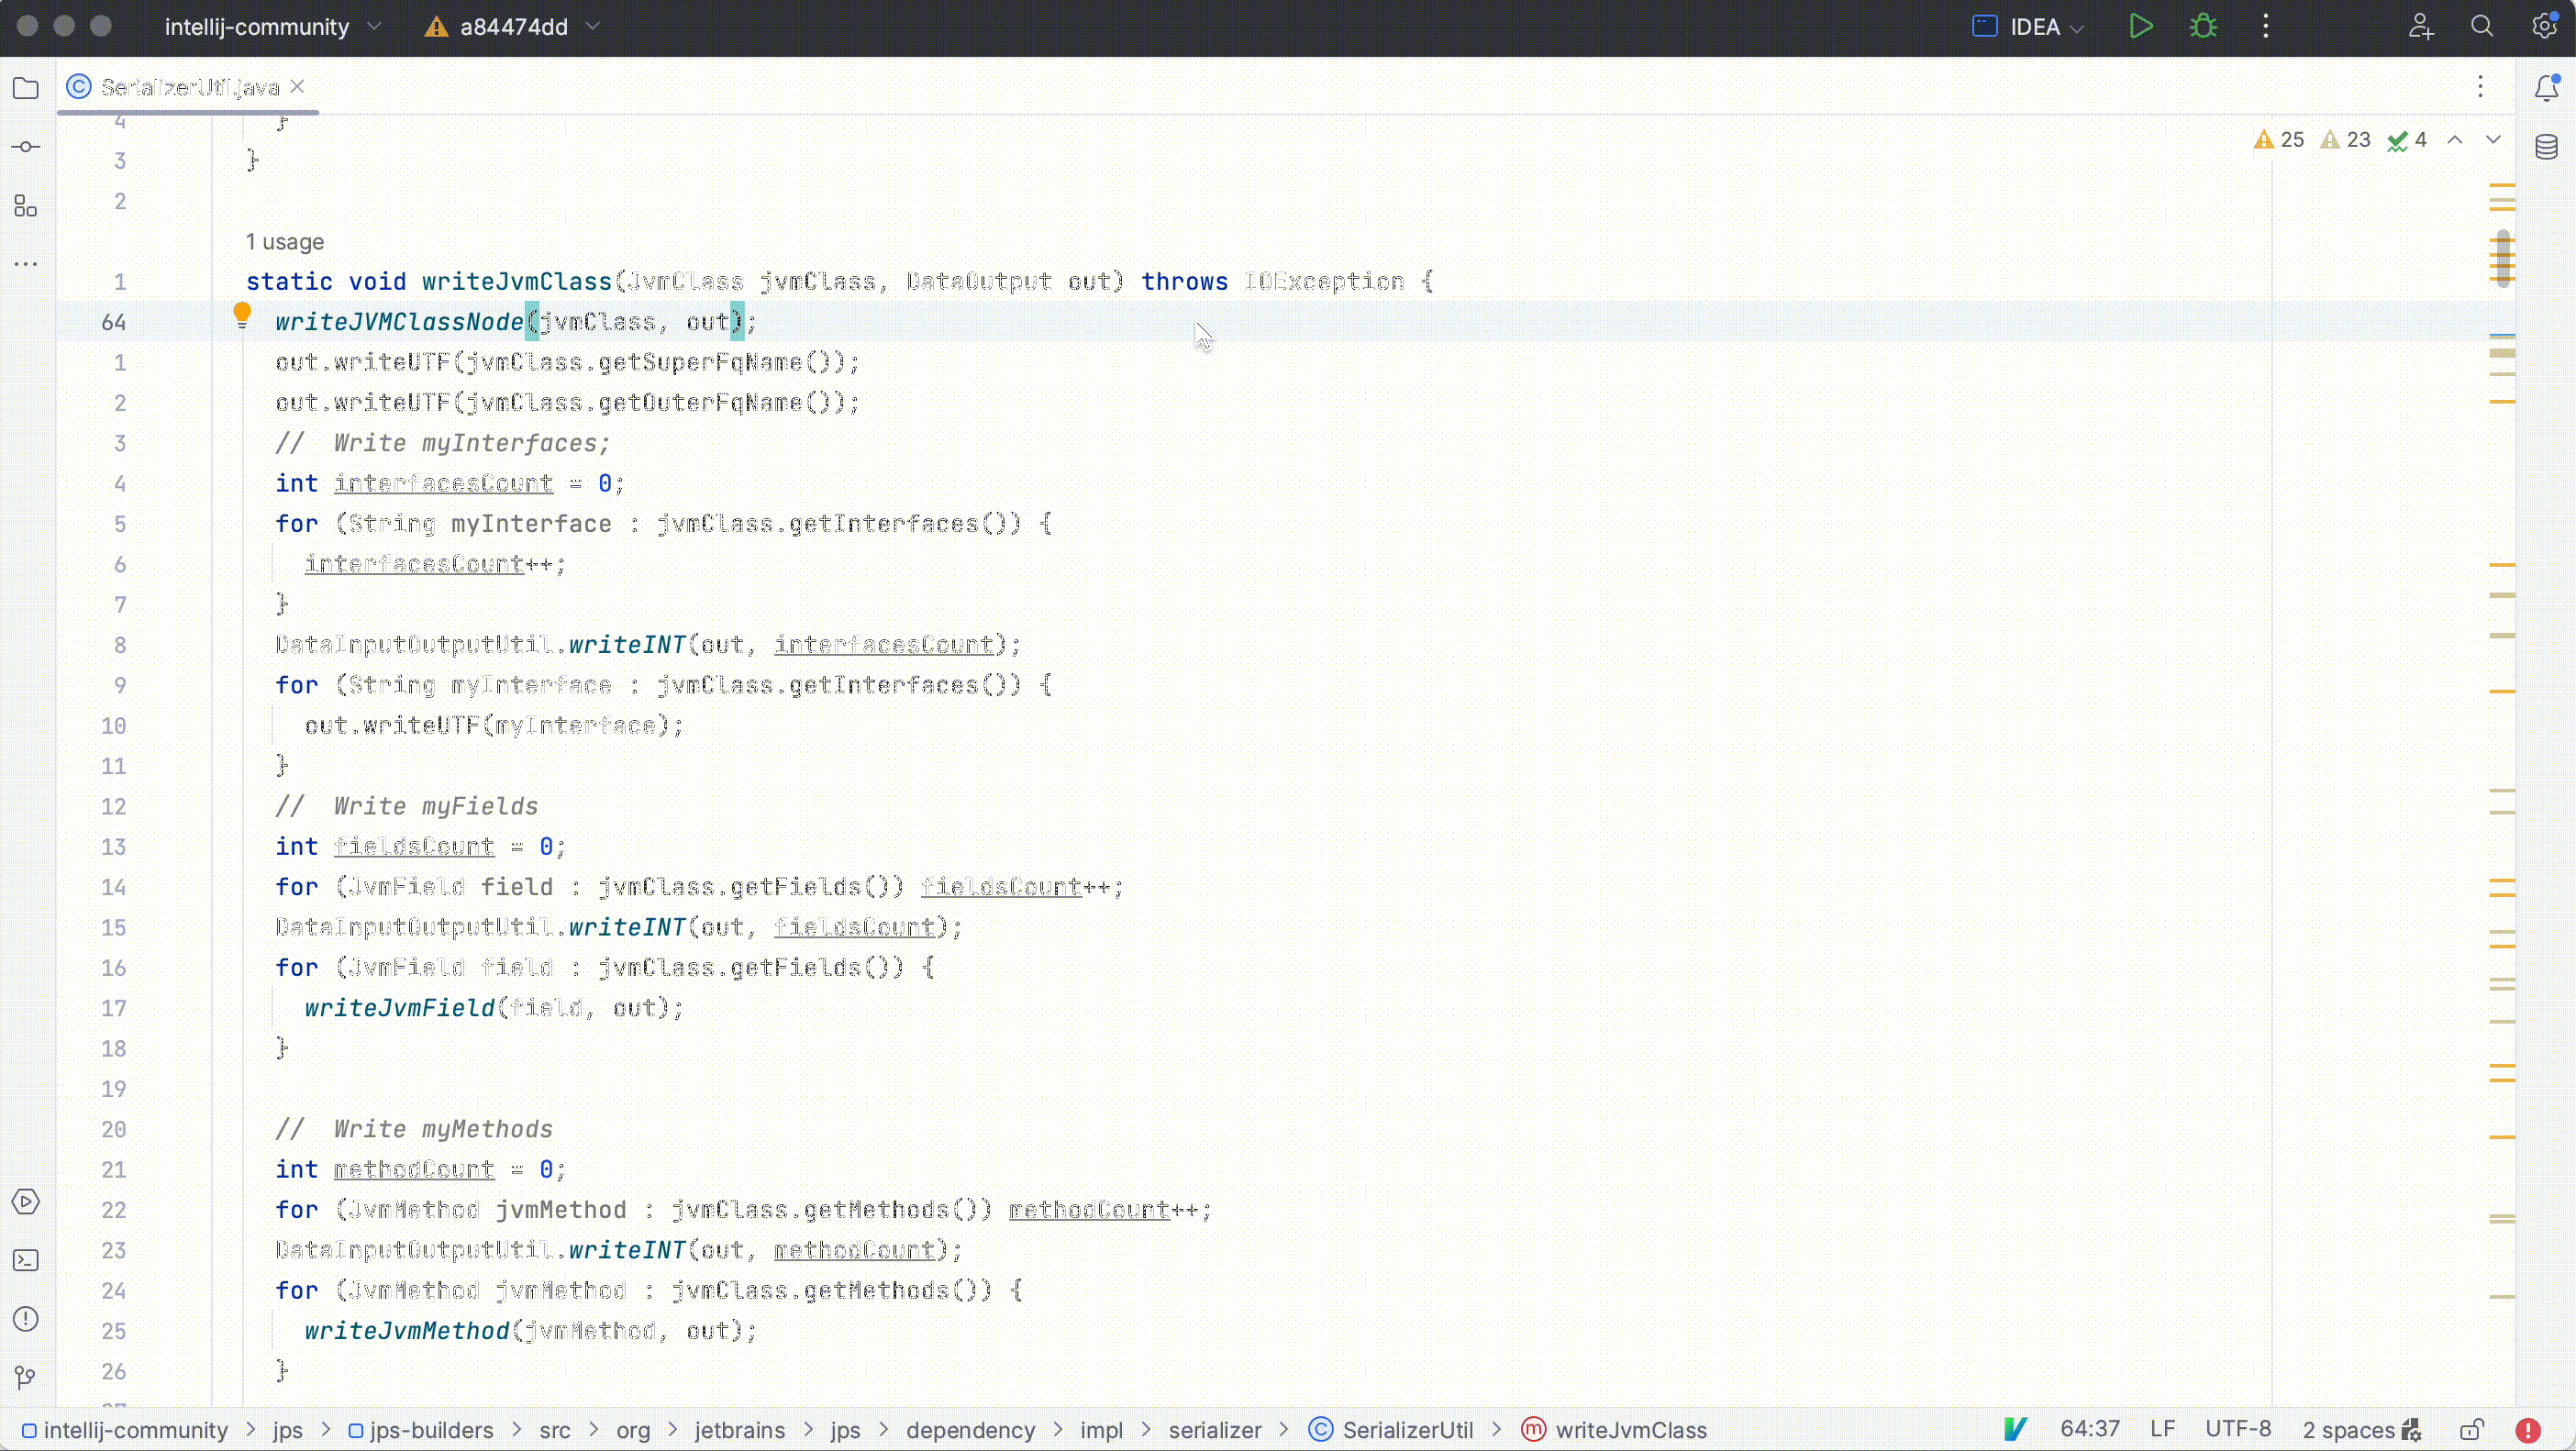 intellij-community a84474dd IDEA
SerializerUtil.java
25 23 4
4 }
3 }
2
1 usage
1 static void writeJvmClass(JvmClass jvmClass, DataOutput out) throws IOException {
64 writeJVMClassNode(jvmClass, out);
1 out.writeUTF(jvmClass.getSuperFqName());
2 out.writeUTF(jvmClass.getOuterFqName());
3 //  Write myInterfaces;
4 int interfacesCount = 0;
5 for (String myInterface : jvmClass.getInterfaces()) {
6 interfacesCount++;
7 }
8 DataInputOutputUtil.writeINT(out, interfacesCount);
9 for (String myInterface : jvmClass.getInterfaces()) {
10 out.writeUTF(myInterface);
11 }
12 //  Write myFields
13 int fieldsCount = 0;
14 for (JvmField field : jvmClass.getFields()) fieldsCount++;
15 DataInputOutputUtil.writeINT(out, fieldsCount);
16 for (JvmField field : jvmClass.getFields()) {
17 writeJvmField(field, out);
18 }
19
20 //  Write myMethods
21 int methodCount = 0;
22 for (JvmMethod jvmMethod : jvmClass.getMethods()) methodCount++;
23 DataInputOutputUtil.writeINT(out, methodCount);
24 for (JvmMethod jvmMethod : jvmClass.getMethods()) {
25 writeJvmMethod(jvmMethod, out);
26 }
intellij-community > jps > jps-builders > src > org > jetbrains > jps > dependency > impl > serializer > SerializerUtil > writeJvmClass 64:37 LF UTF-8 2 spaces